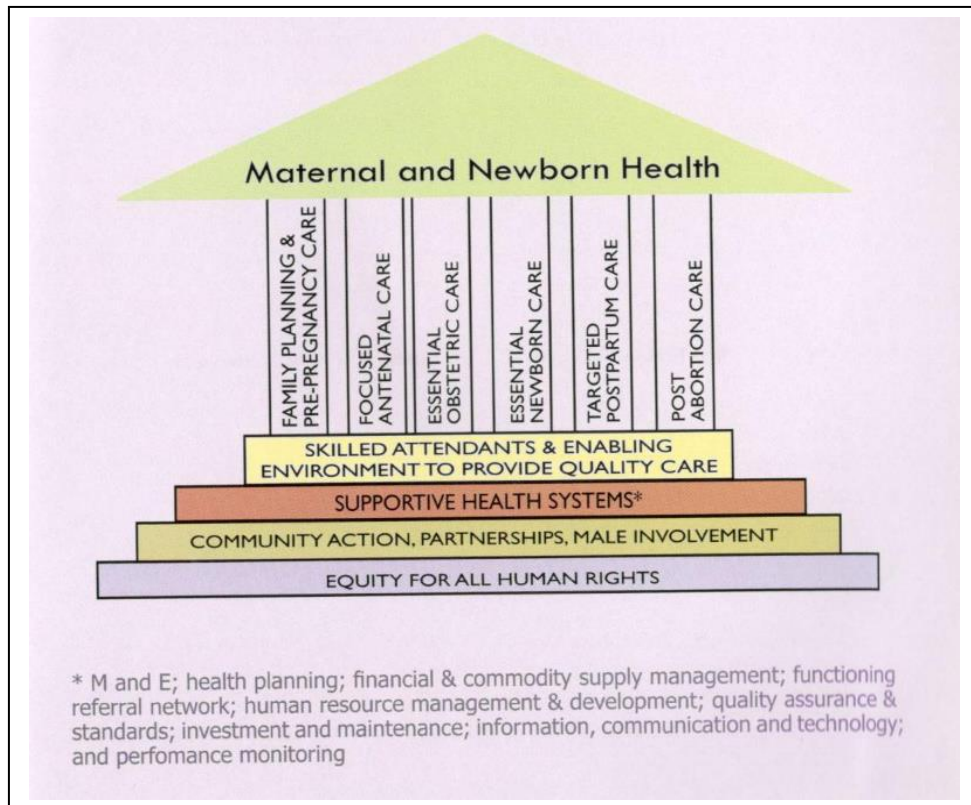 Maternal and Newborn Health
FAMILY PLANNING &
PRE-PREGNANCY CARE
FOCUSED
ANTENATAL CARE
ESSENTIAL
OBSTETRIC CARE
ESSENTIAL
NEWBORN CARE
TARGETED
POSTPARTUM CARE
POST
ABORTION CARE
SKILLED ATTENDANTS & ENABLING
ENVIRONMENT TO PROVIDE QUALITY CARE
SUPPORTIVE HEALTH SYSTEMS*
COMMUNITY ACTION, PARTNERSHIPS, MALE INVOLVEMENT
EQUITY FOR ALL HUMAN RIGHTS
* M and E; health planning; financial & commodity supply management; functioning
referral network; human resource management & development; quality assurance &
standards; investment and maintenance; information, communication and technology;
and perfomance monitoring